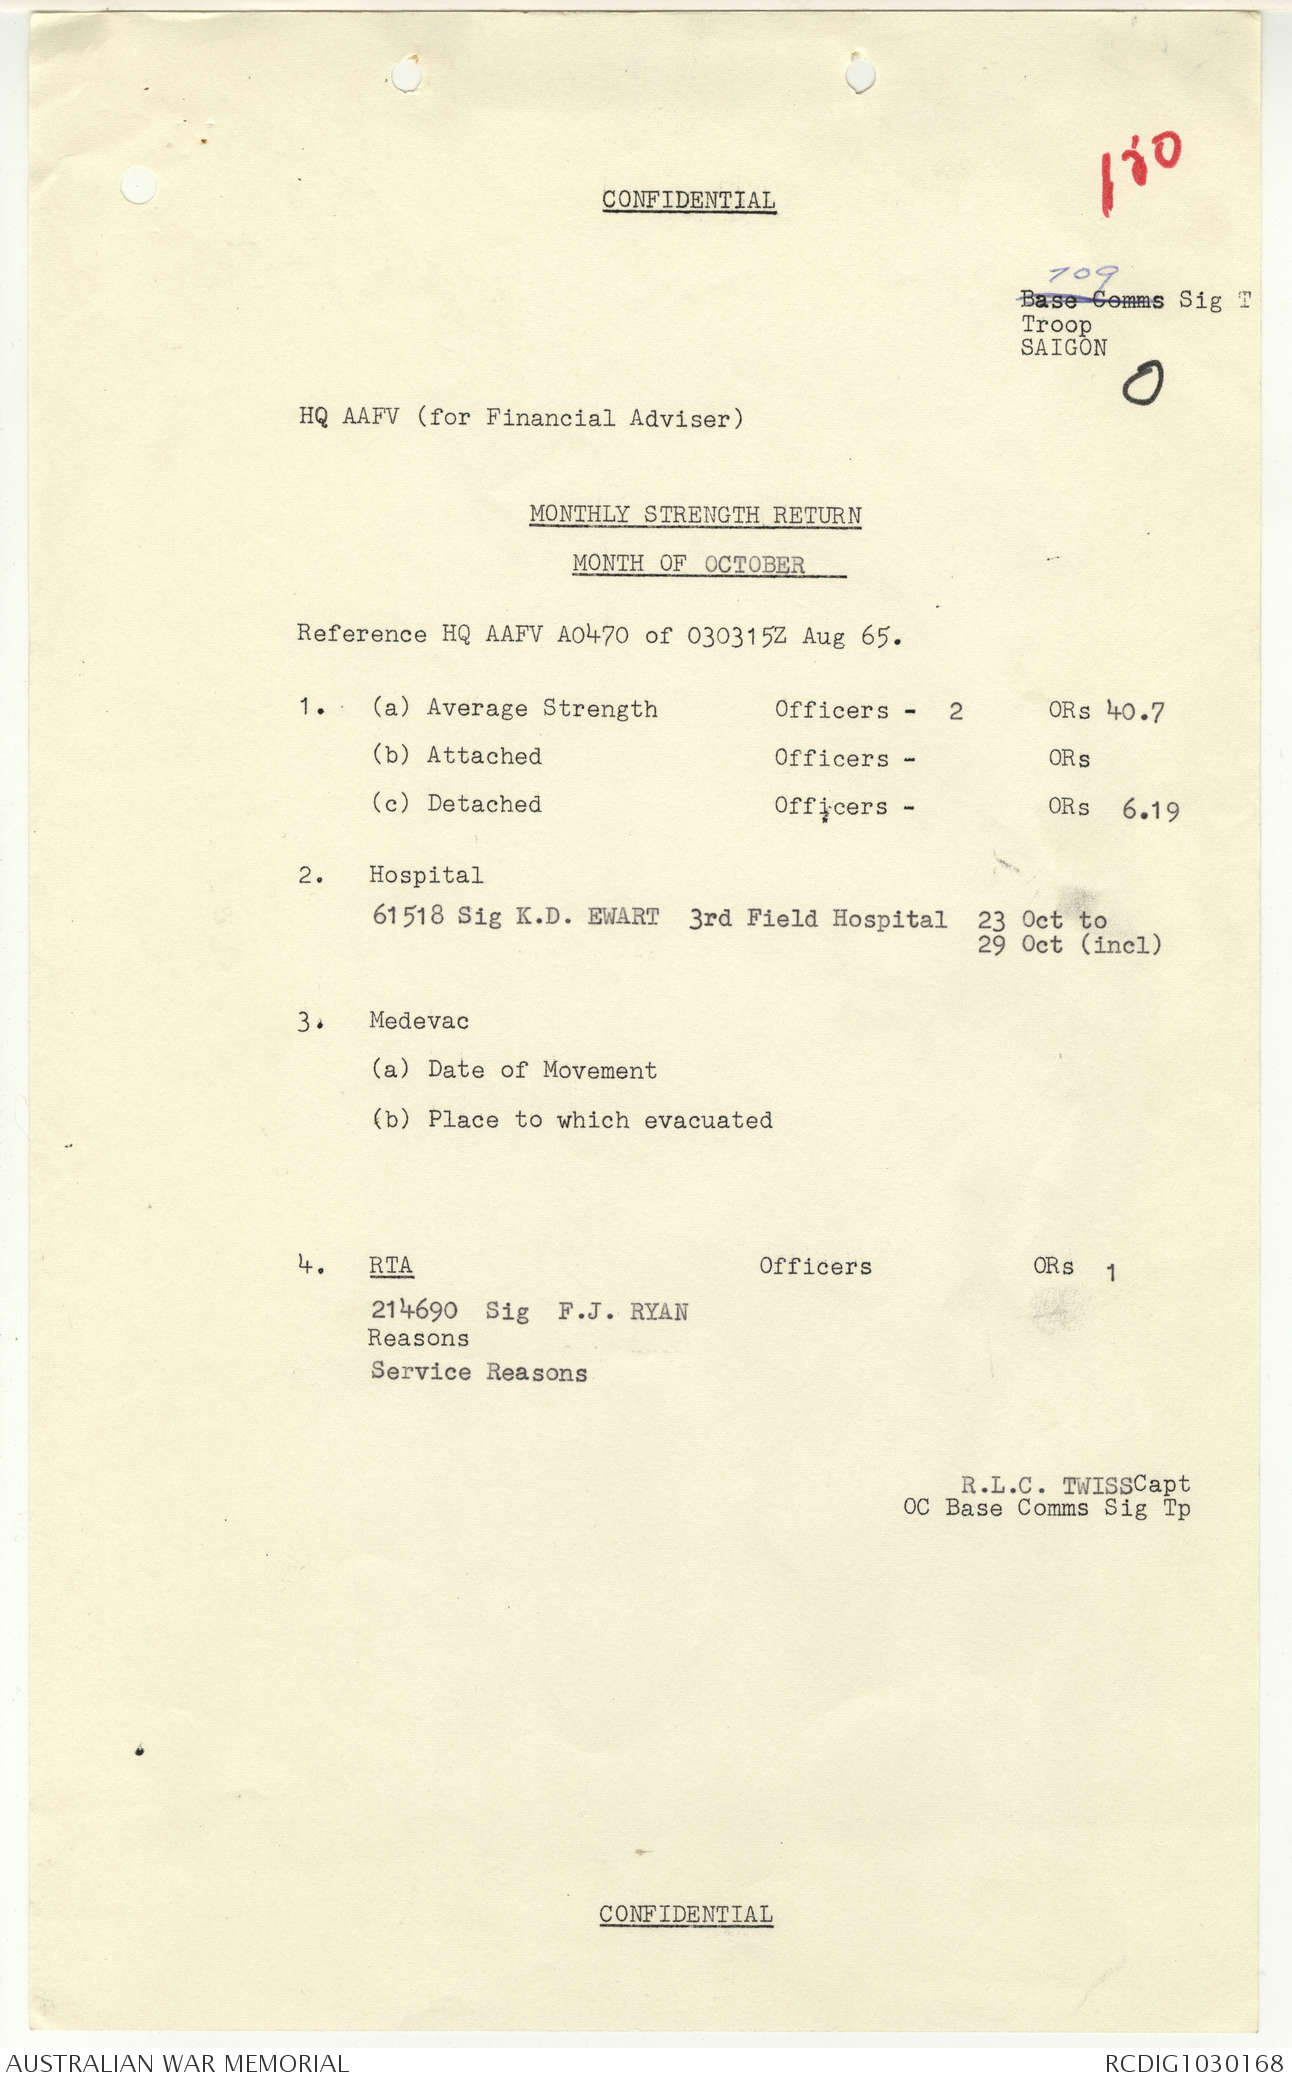 CONFIDENTIAL
709
Base Comms Sig T
Troop
SAIGON
O
HQ AAFV (for Financial Adviser)
MONTHLY STRENGTH RETURN
MONTH OF OCTOBER
Reference HQ AAFV A0470 of 030315Z Aug 65.
1. (a) Average Strength Officers - 2 ORs 40.7
(b) Attached Officers - ORs
(c) Detached Officers - ORs 6.19
2. Hospital
61518 Sig K.D. EWART 3rd Field Hospital 23 Oct to
29 Oct (incl)
3. Medevac
(a) Date of Movement
(b) Place to which evacuated
4. RTA Officers ORs 1
214690 Sig F.J. RYAN
Reasons
Service Reasons
R.L.C. TWISSCapt
OC Base Comms Sig Tp
CONFIDENTIAL
AUSTRALIAN WAR MEMORIAL RCDIG1030168